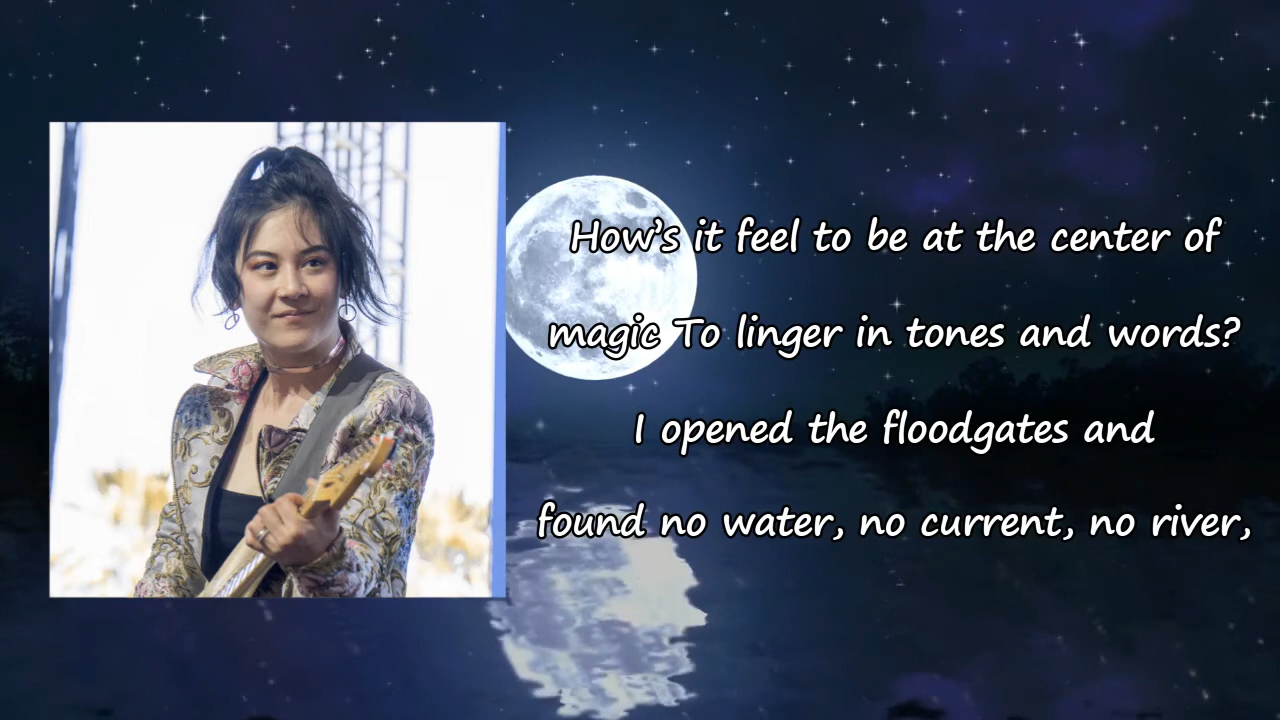 How's it feel to be at the center of
magic To linger in tones and words?
I opened the floodgates and
found no water, no current, no river,